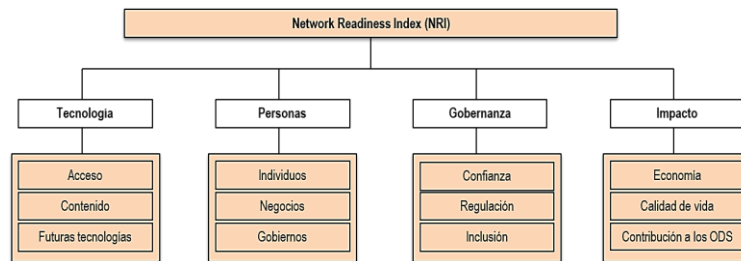 Network Readiness Index (NRI)
Tecnología
Personas
Gobernanza
Impacto
Acceso
Contenido
Futuras tecnologías
Individuos
Negocios
Gobiernos
Confianza
Regulación
Inclusión
Economía
Calidad de vida
Contribución a los ODS